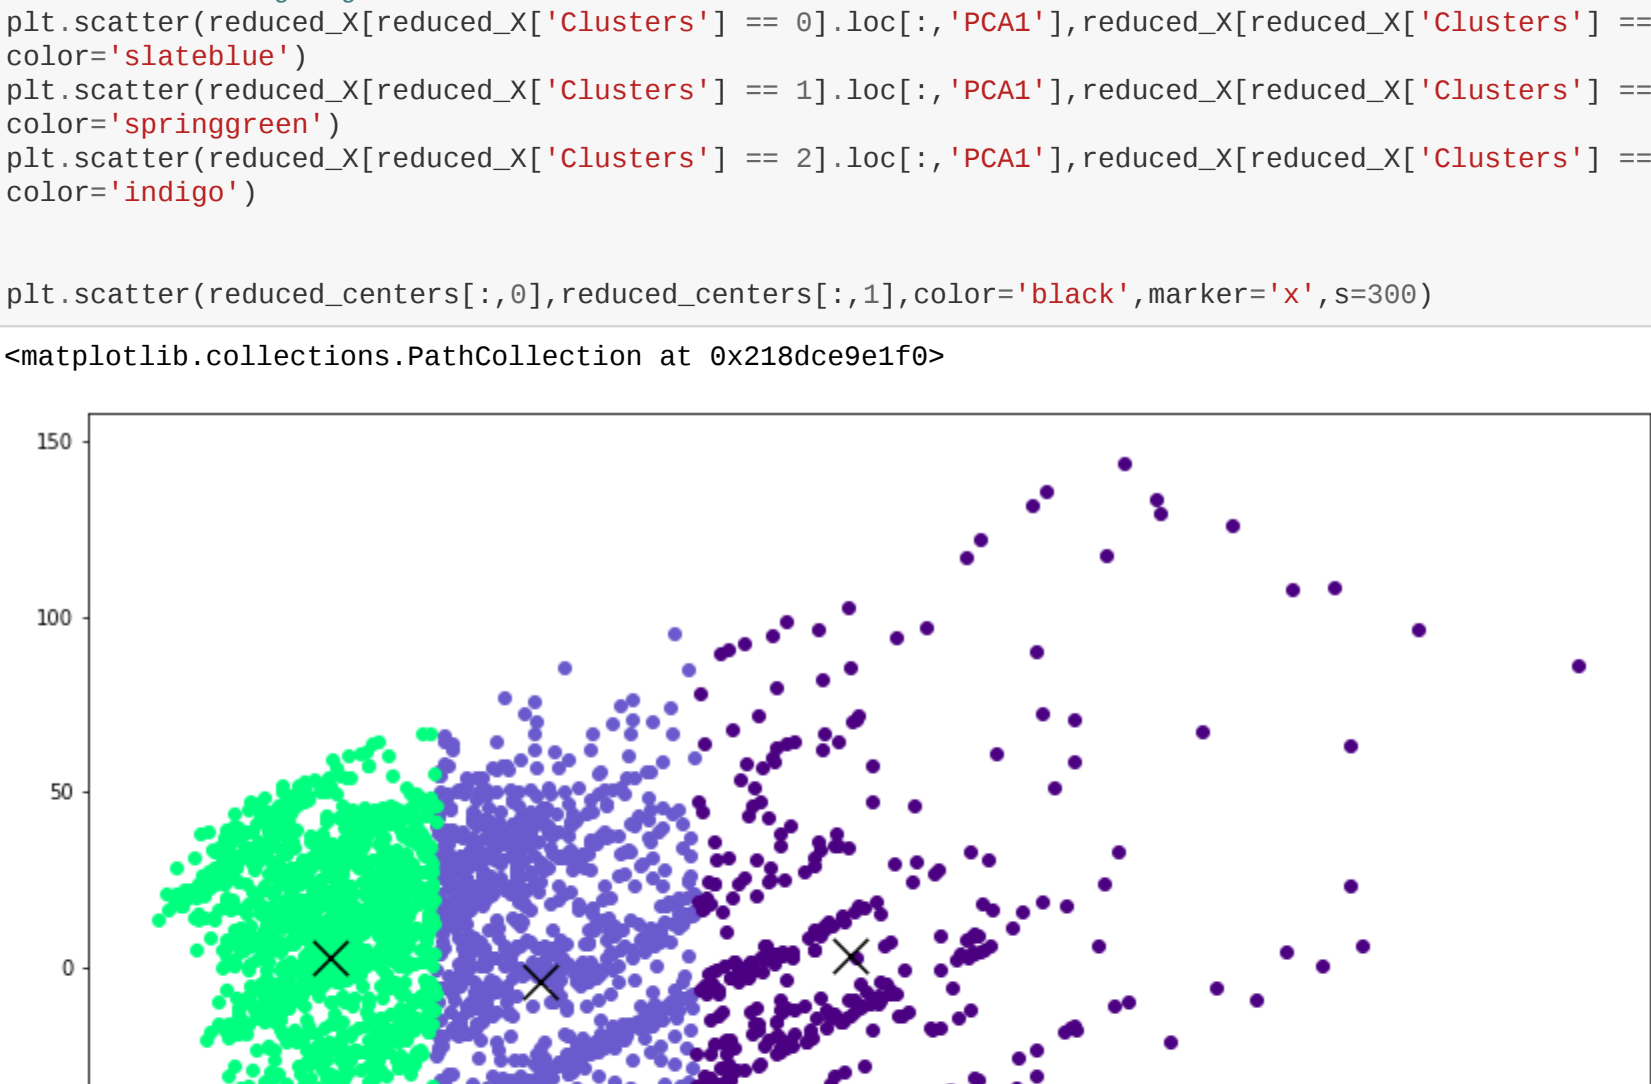 plt.scatter(reduced_X[reduced_X['Clusters'] == 0].loc[:,'PCA1'],reduced_X[reduced_X['Clusters'] ==
color='slateblue')
plt.scatter(reduced_X[reduced_X['Clusters'] == 1].loc[:,'PCA1'],reduced_X[reduced_X['Clusters'] ==
color='springgreen')
plt.scatter(reduced_X[reduced_X['Clusters'] == 2].loc[:,'PCA1'],reduced_X[reduced_X['Clusters'] ==
color='indigo')
plt.scatter(reduced_centers[:,0],reduced_centers[:,1],color='black',marker='x',s=300)
<matplotlib.collections.PathCollection at 0x218dce9e1f0>
150
100
50
0